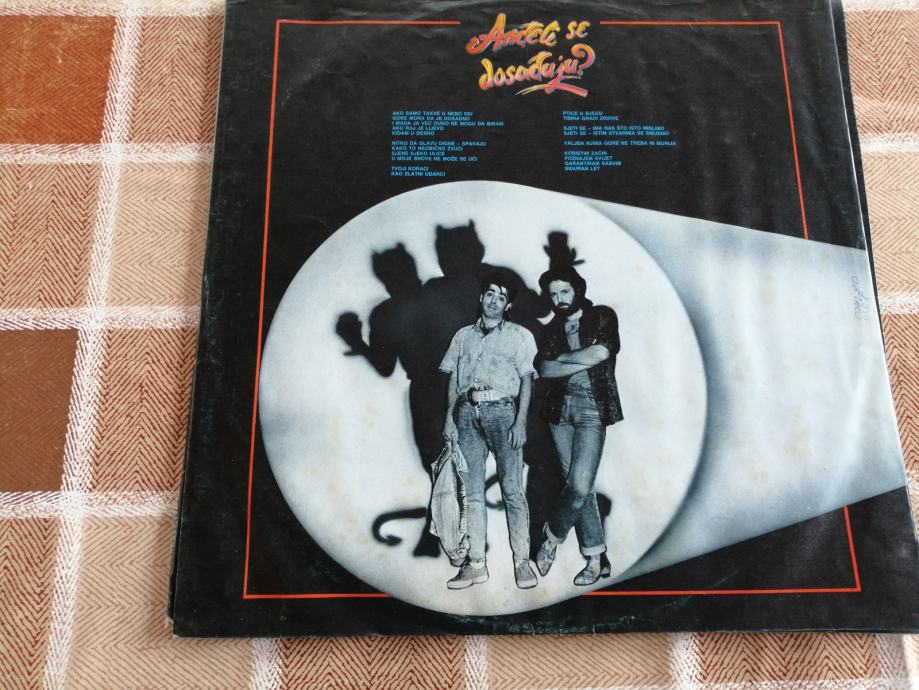 Anđeli se
dosađuju?
AKO SAMO TAKVE U NEBO IDU
GORE MORA DA JE DOSADNO
I MADA JA VEĆ DUGO NE MOGU DA BIRAM
AKO RAJ JE LIJEVO
KIDAM U DESNO
NITKO DA GLAVU DIGNE – SPAVAJU
KAKO TO NEOBIČNO ZVUČI
SJENE SJEKU ULICE
U MOJE SNOVE NE MOŽE SE UĆI
TVOJI KORACI
KAO ZLATNI UDARCI
PTICE U BJEGU
TIŠINA GRADI ZIDOVE
SJETI SE – IMA NAS ŠTO ISTO MISLIMO
SJETI SE – ISTIM STVARIMA SE SMIJEMO
VALJDA NJIMA GORE NE TREBA NI MURIJA
KORISTIM ZAČIN
POZNAJEM SVIJET
GARANTIRAM SASVIM
SIGURAN LET